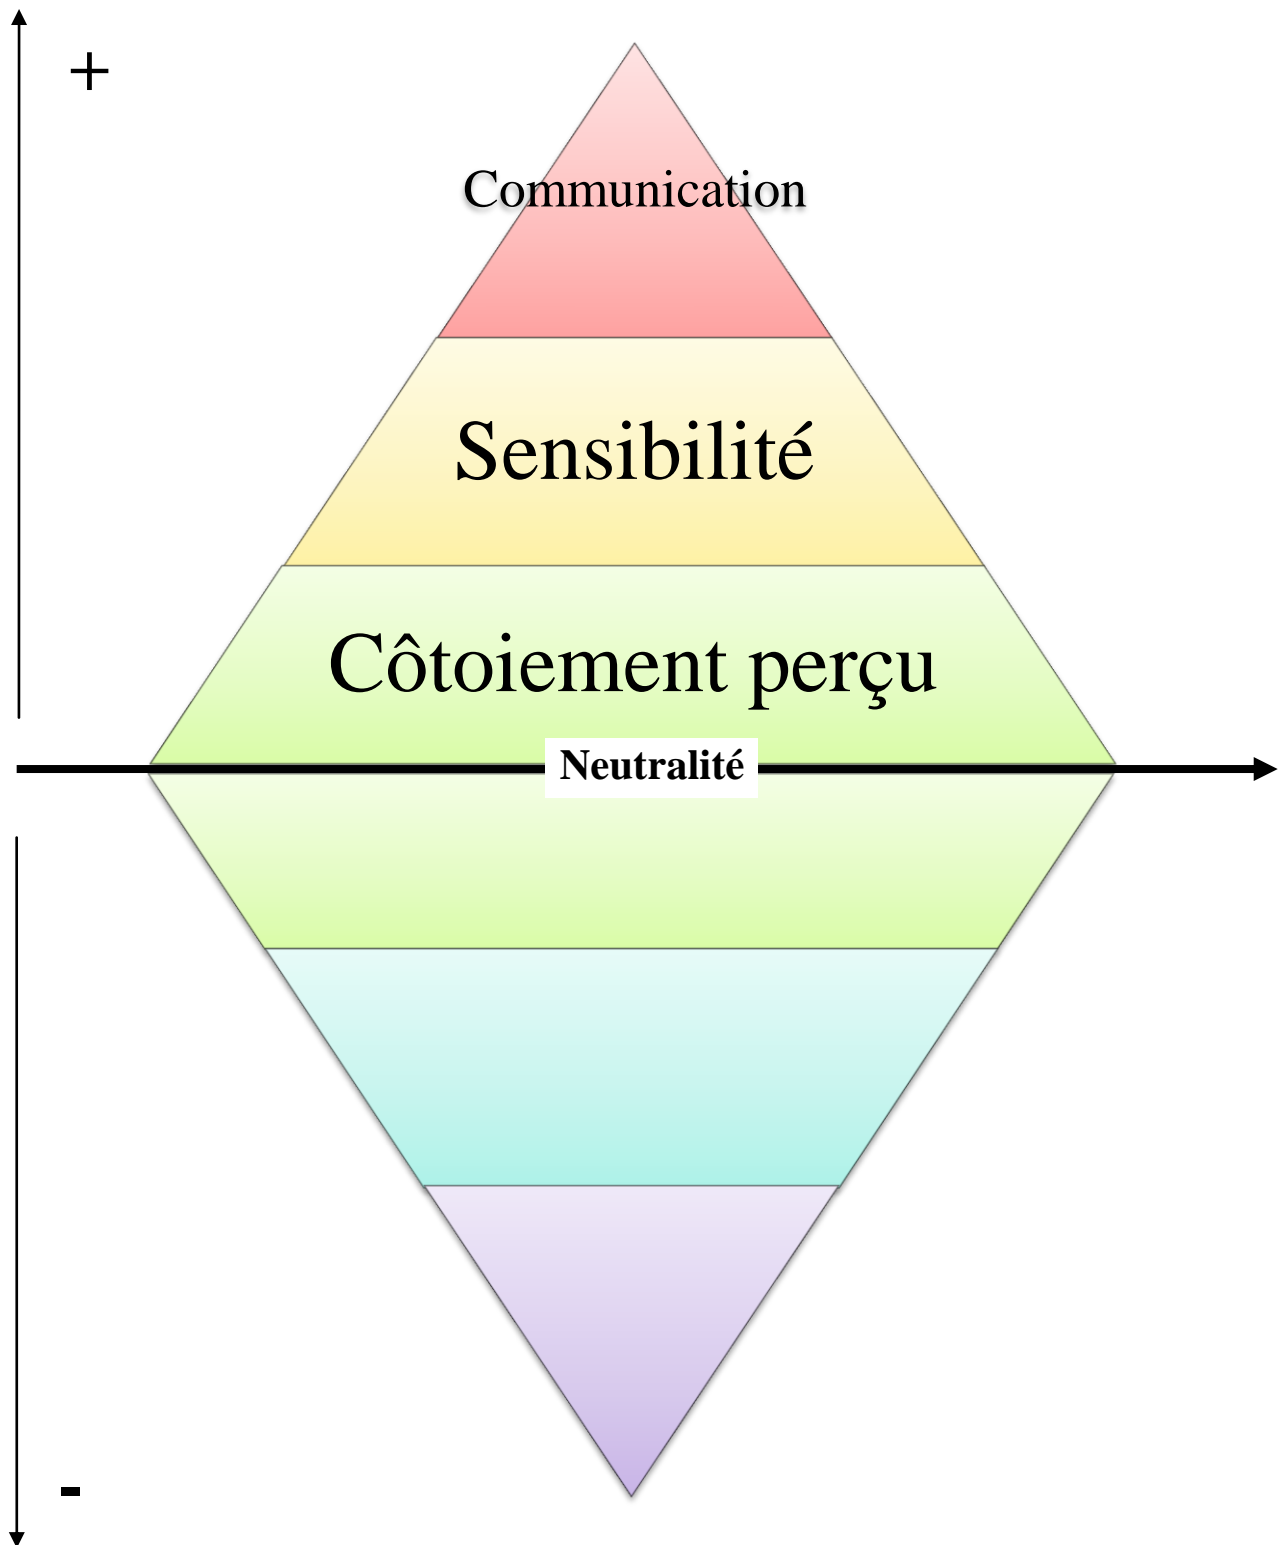 +
Communication
Sensibilité
Côtoiement perçu
Neutralité
-